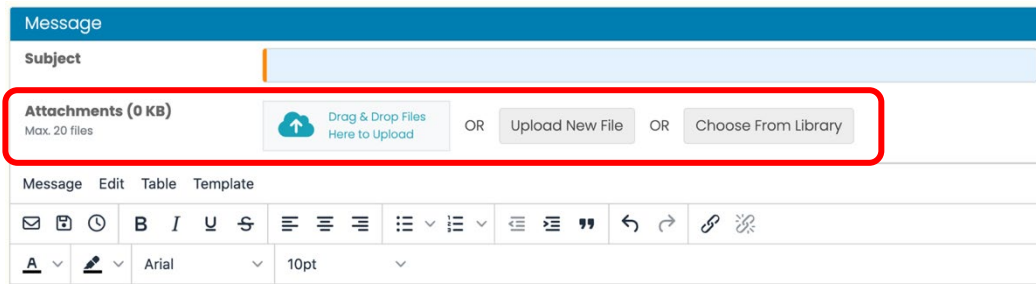 Message
Subject
Attachments (0 KB)
Max. 20 files
Drag & Drop Files
Here to Upload
OR
Upload New File
OR
Choose From Library
Message Edit Table Template
B I U S
A Arial 10pt